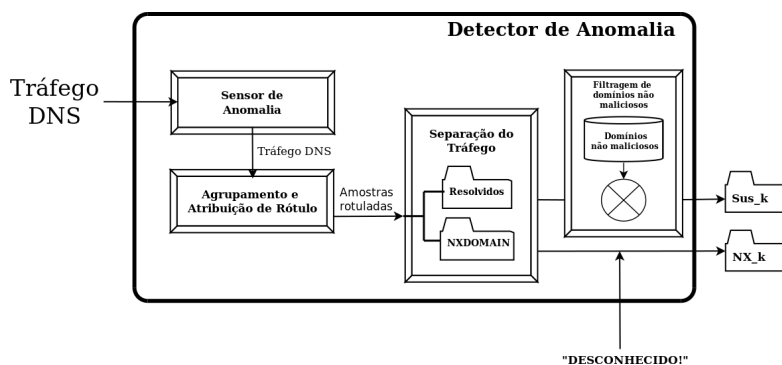 Detector de Anomalia
Tráfego
DNS
Sensor de
Anomalia
Tráfego DNS
Agrupamento e
Atribuição de Rótulo
Amostras
rotuladas
Separação do
Tráfego
Resolvidos
NXDOMAIN
Filtragem de
domínios não
maliciosos
Domínios
não maliciosos
Sus_k
NX_k
"DESCONHECIDO!"